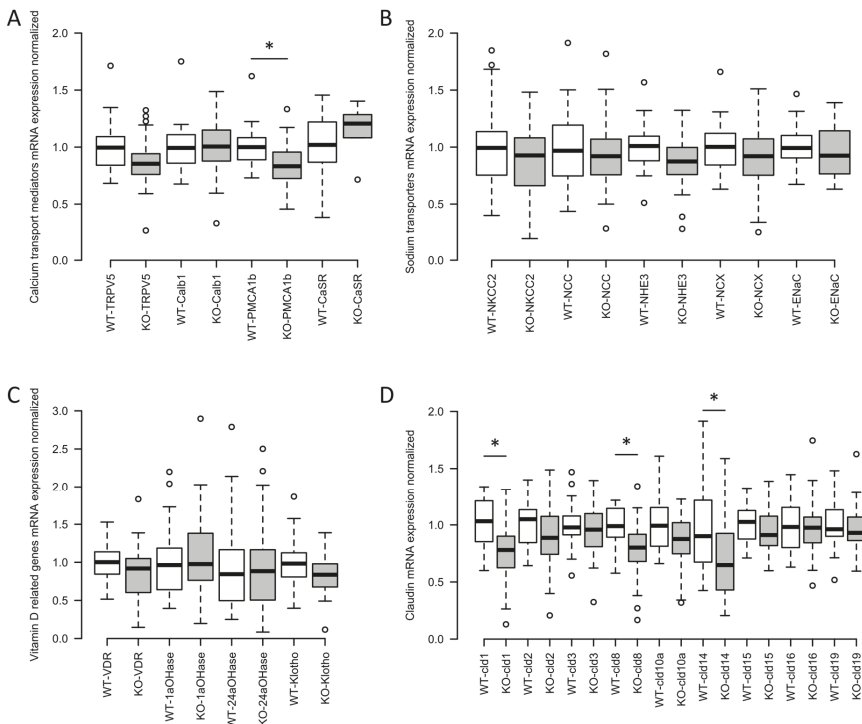 A
Calcium transport mediators mRNA expression normalized
2.0
1.5
1.0
0.5
0.0
*
WT-TRPV5
KO-TRPV5
WT-Calb1
KO-Calb1
WT-PMCA1b
KO-PMCA1b
WT-CaSR
KO-CaSR
B
Sodium transporters mRNA expression normalized
2.0
1.5
1.0
0.5
0.0
WT-NKCC2
KO-NKCC2
WT-NCC
KO-NCC
WT-NHE3
KO-NHE3
WT-NCX
KO-NCX
WT-ENaC
KO-ENaC
C
Vitamin D related genes mRNA expression normalized
3.0
2.5
2.0
1.5
1.0
0.5
0.0
WT-VDR
KO-VDR
WT-1aOHase
KO-1aOHase
WT-24aOHase
KO-24aOHase
WT-Klotho
KO-Klotho
D
Claudin mRNA expression normalized
2.0
1.5
1.0
0.5
0.0
*
*
*
WT-cld1
KO-cld1
WT-cld2
KO-cld2
WT-cld3
KO-cld3
WT-cld8
KO-cld8
WT-cld10a
KO-cld10a
WT-cld14
KO-cld14
WT-cld15
KO-cld15
WT-cld16
KO-cld16
WT-cld19
KO-cld19